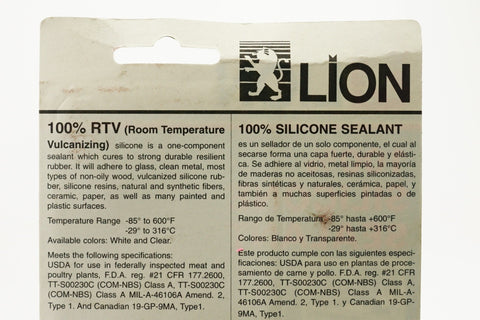 LION
100% RTV (Room Temperature
Vulcanizing) silicone is a one-component
sealant which cures to strong durable resilient
rubber. It will adhere to glass, clean metal, most
types of non-oily wood, vulcanized silicone rub-
ber, silicone resins, natural and synthetic fibers,
ceramic, paper, as well as many painted and
plastic surfaces.
Temperature Range -85° to 600°F
-29° to 316°C
Available colors: White and Clear.
Meets the following specifications:
USDA for use in federally inspected meat and
poultry plants, F.D.A. reg. #21 CFR 177.2600,
TT-S00230C (COM-NBS) Class A, TT-S00230C
(COM-NBS) Class A MIL-A-46106A Amend. 2,
Type 1. And Canadian 19-GP-9MA, Type1.
100% SILICONE SEALANT
es un sellador de un solo componente, el cual al
secarse forma una capa fuerte, durable y elásti-
ca. Se adhiere al vidrio, metal limpio, la mayoría
de maderas no aceitosas, resinas siliconizadas,
fibras sintéticas y naturales, cerámica, papel, y
también a muchas superficies pintadas o de
plástico.
Rango de Temperatura -85° hasta +600°F
-29° hasta +316°C
Colores: Blanco y Transparente.
Este producto cumple con las siguientes especi-
ficaciones: USDA para uso en plantas de proce-
samiento de carne y pollo. F.D.A. reg. #21 CFR
177.2600, TT-S00230C (COM-NBS) Class A,
TT-S00230C (COM-NBS) Class A, MIL-A-
46106A Amend. 2, Type 1. y Canadian 19-GP-
9MA, Type1.